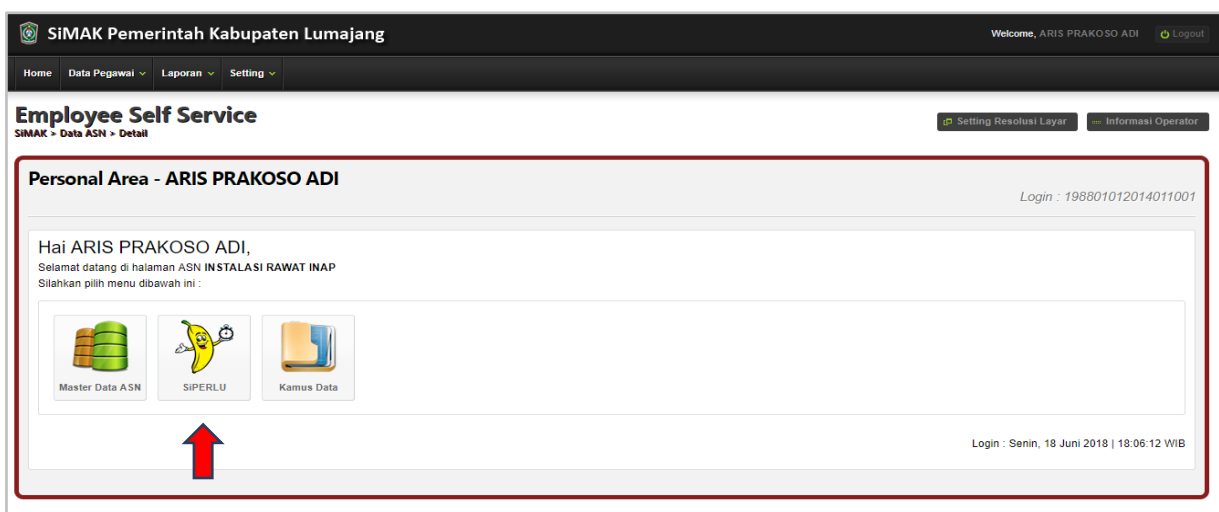 SiMAK Pemerintah Kabupaten Lumajang
Welcome, ARIS PRAKOSO ADI Logout
Home Data Pegawai Laporan Setting
Employee Self Service
SiMAK > Data ASN > Detail
Setting Resolusi Layar Informasi Operator
Personal Area - ARIS PRAKOSO ADI
Login : 198801012014011001
Hai ARIS PRAKOSO ADI,
Selamat datang di halaman ASN INSTALASI RAWAT INAP
Silahkan pilih menu dibawah ini :
Master Data ASN SiPERLU Kamus Data
Login : Senin, 18 Juni 2018 | 18:06:12 WIB